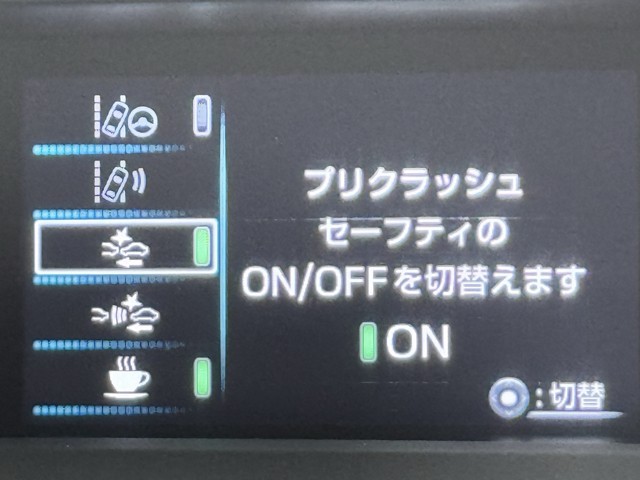 プリクラッシュ
セーフティの
ON/OFFを切替えます
ON
:切替